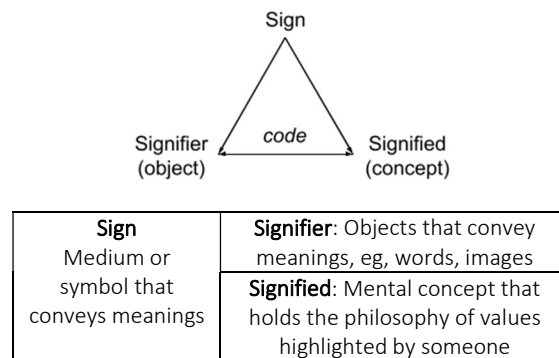 Sign
Signifier
(object)
code
Signified
(concept)
Sign
Medium or
symbol that
conveys meanings
Signifier: Objects that convey
meanings, eg, words, images
Signified: Mental concept that
holds the philosophy of values
highlighted by someone